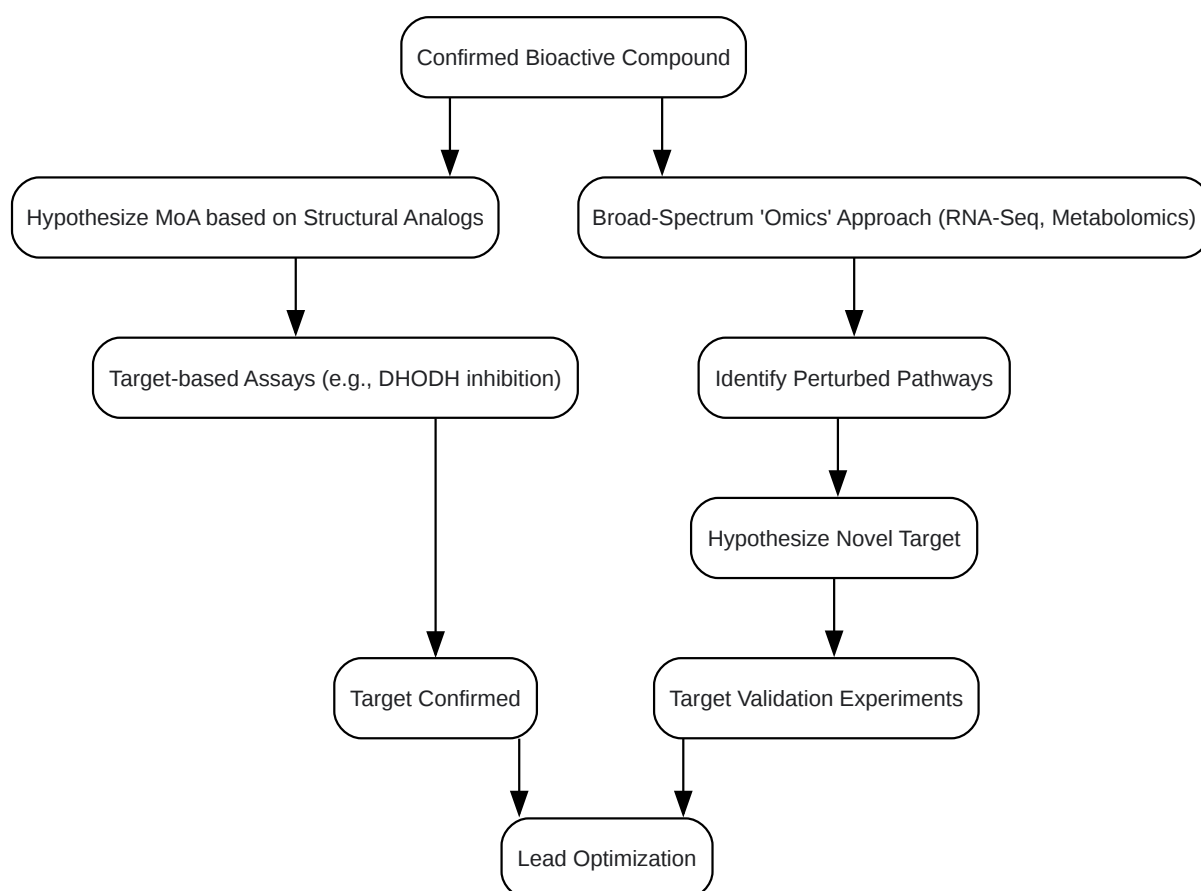 Confirmed Bioactive Compound
Hypothesize MoA based on Structural Analogs
Broad-Spectrum 'Omics' Approach (RNA-Seq, Metabolomics)
Target-based Assays (e.g., DHODH inhibition)
Identify Perturbed Pathways
Hypothesize Novel Target
Target Confirmed
Target Validation Experiments
Lead Optimization